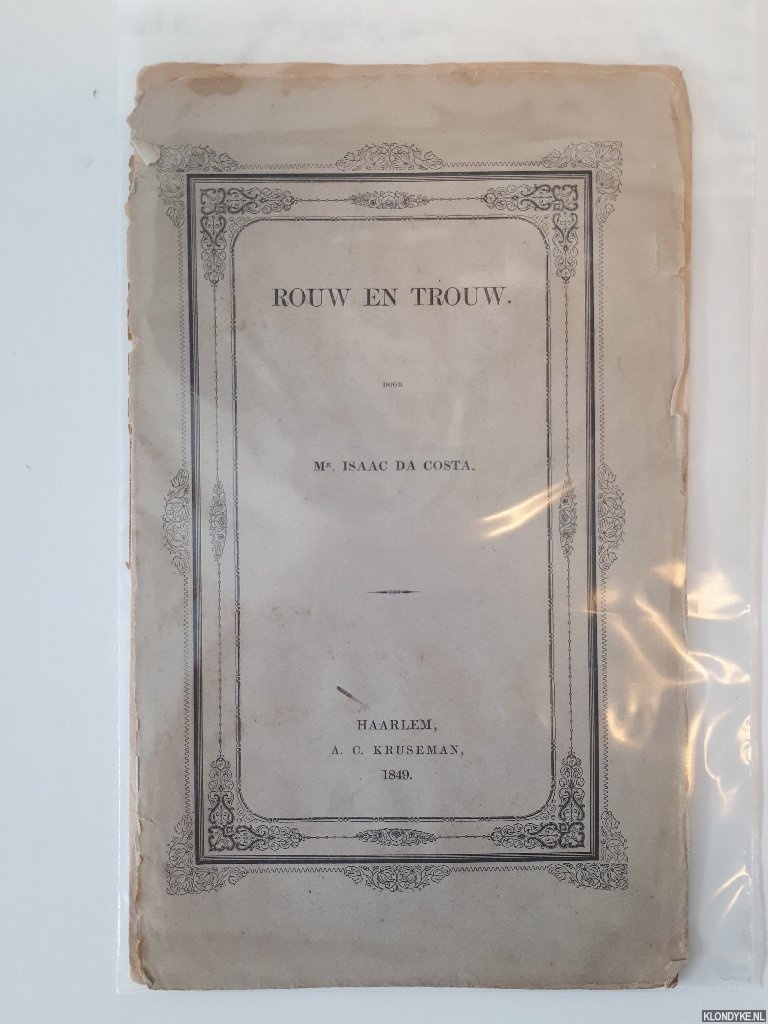 ROUW EN TROUW.
DOOR
Mᴿ. ISAAC DA COSTA.
HAARLEM,
A. C. KRUSEMAN,
1849.
KLONDYKE.NL